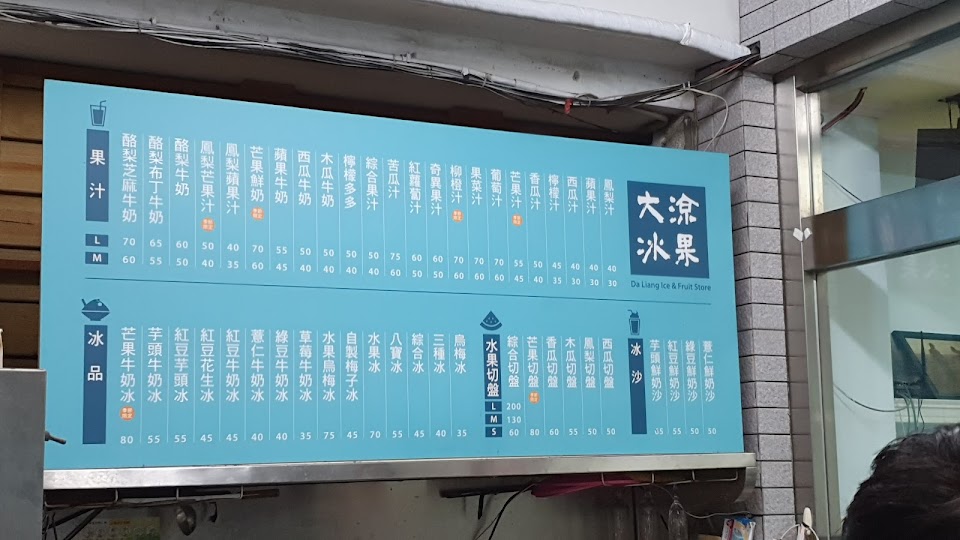 果汁
L
M
酪梨芝麻牛奶 70 60
酪梨布丁牛奶 65 55
酪梨牛奶 60 50
鳳梨芒果汁 50 40
鳳梨蘋果汁 40 35
芒果鮮奶 70 60
蘋果牛奶 55 45
西瓜牛奶 50 40
木瓜牛奶 50 40
檸檬多多 50 40
綜合果汁 50 40
苦瓜汁 75 60
紅蘿蔔汁 60 50
奇異果汁 60 50
柳橙汁 70 60
果菜汁 70 60
葡萄汁 70 60
芒果汁 55 45
香瓜汁 50 40
檸檬汁 45 35
西瓜汁 40 30
蘋果汁 40 30
鳳梨汁 40 30
大涼
冰果
Da Liang Ice & Fruit Store
冰品
芒果牛奶冰 80
芋頭牛奶冰 55
紅豆芋頭冰 55
紅豆花生冰 45
紅豆牛奶冰 45
薏仁牛奶冰 40
綠豆牛奶冰 40
草莓牛奶冰 35
水果烏梅冰 75
自製梅子冰 45
水果冰 70
八寶冰 55
綜合冰 45
三種冰 40
烏梅冰 35
水果切盤
L
M
S
綜合切盤 200 130 60
芒果切盤 80
香瓜切盤 60
木瓜切盤 55
鳳梨切盤 50
西瓜切盤 50
冰沙
芋頭鮮奶沙 65
紅豆鮮奶沙 55
綠豆鮮奶沙 50
薏仁鮮奶沙 50